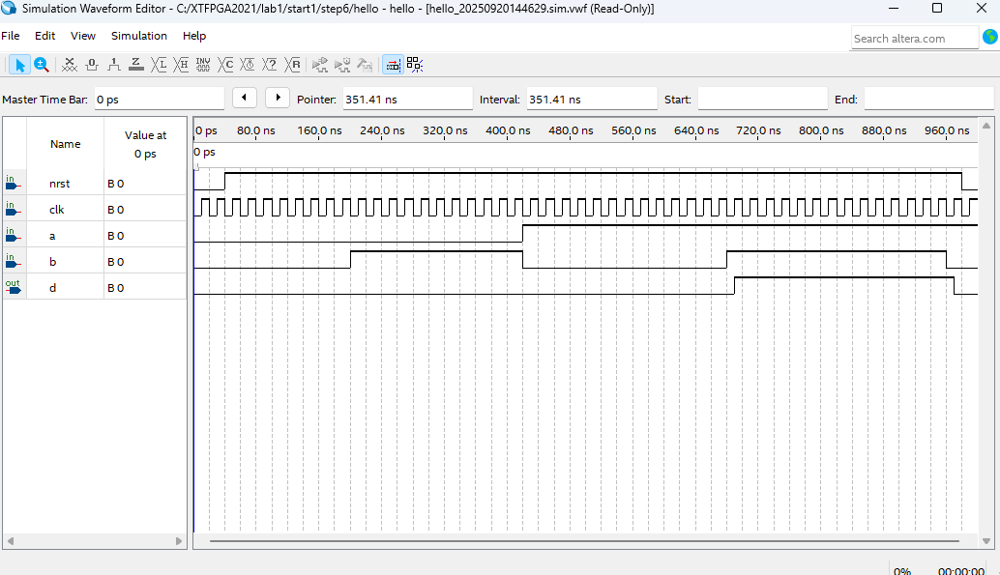 Simulation Waveform Editor - C:/XTFPGA2021/lab1/start1/step6/hello - hello - [hello_20250920144629.sim.vwf (Read-Only)]
File Edit View Simulation Help
Search altera.com
Master Time Bar: 0 ps Pointer: 351.41 ns Interval: 351.41 ns Start: End:
Name
Value at
0 ps
0 ps 80.0 ns 160.0 ns 240.0 ns 320.0 ns 400.0 ns 480.0 ns 560.0 ns 640.0 ns 720.0 ns 800.0 ns 880.0 ns 960.0 ns
0 ps
in nrst B 0
in clk B 0
in a B 0
in b B 0
out d B 0
0% 00:00:00